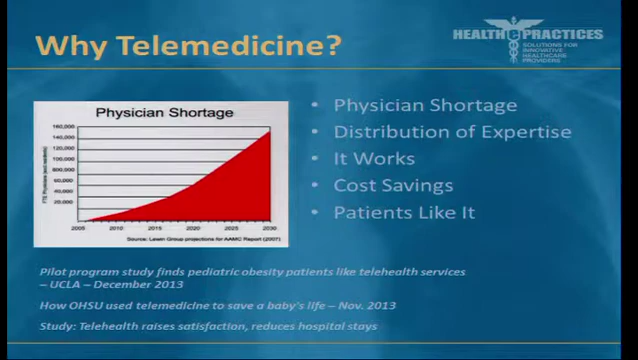 Why Telemedicine?
HEALTHePRACTICES
SOLUTIONS FOR
INNOVATIVE
HEALTHCARE
PROVIDERS
Physician Shortage
160,000
140,000
120,000
100,000
80,000
60,000
40,000
20,000
2005 2010 2015 2020 2025 2030
Source: Lewin Group projections for AAMC Report (2007)
• Physician Shortage
• Distribution of Expertise
• It Works
• Cost Savings
• Patients Like It
Pilot program study finds pediatric obesity patients like telehealth services
– UCLA – December 2013
How OHSU used telemedicine to save a baby's life – Nov. 2013
Study: Telehealth raises satisfaction, reduces hospital stays